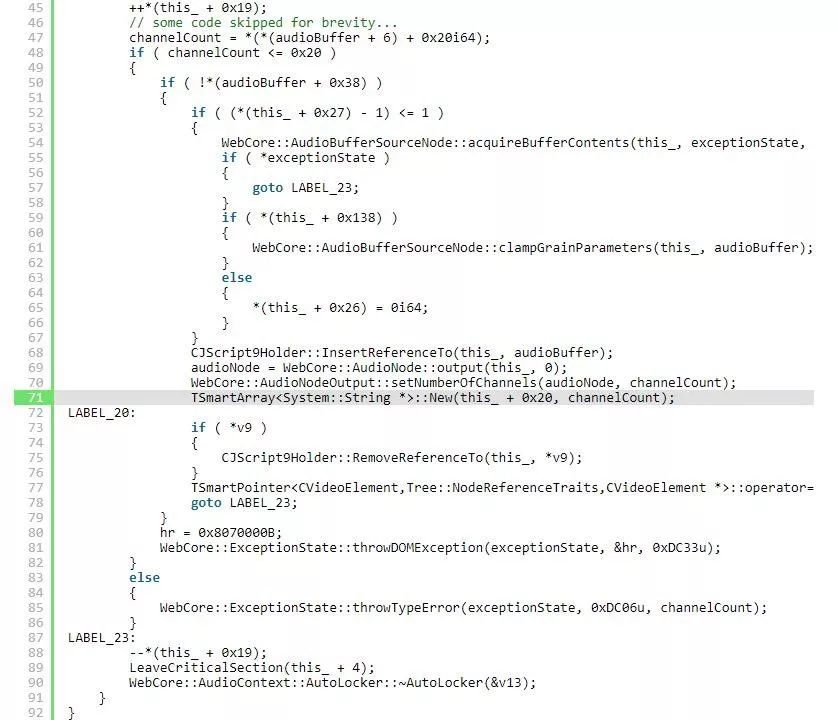 45 ++*(this_ + 0x19);
46 // some code skipped for brevity...
47 channelCount = *(*(audioBuffer + 6) + 0x20i64);
48 if ( channelCount <= 0x20 )
49 {
50 if ( !*(audioBuffer + 0x38) )
51 {
52 if ( (*(this_ + 0x27) - 1) <= 1 )
53 {
54 WebCore::AudioBufferSourceNode::acquireBufferContents(this_, exceptionState,
55 if ( *exceptionState )
56 {
57 goto LABEL_23;
58 }
59 if ( *(this_ + 0x138) )
60 {
61 WebCore::AudioBufferSourceNode::clampGrainParameters(this_, audioBuffer);
62 }
63 else
64 {
65 *(this_ + 0x26) = 0i64;
66 }
67 }
68 CJScript9Holder::InsertReferenceTo(this_, audioBuffer);
69 audioNode = WebCore::AudioNode::output(this_, 0);
70 WebCore::AudioNodeOutput::setNumberOfChannels(audioNode, channelCount);
71 TSmartArray<System::String *>::New(this_ + 0x20, channelCount);
72 LABEL_20:
73 if ( *v9 )
74 {
75 CJScript9Holder::RemoveReferenceTo(this_, *v9);
76 }
77 TSmartPointer<CVideoElement,Tree::NodeReferenceTraits,CVideoElement *>::operator=
78 goto LABEL_23;
79 }
80 hr = 0x8070000B;
81 WebCore::ExceptionState::throwDOMException(exceptionState, &hr, 0xDC33u);
82 }
83 else
84 {
85 WebCore::ExceptionState::throwTypeError(exceptionState, 0xDC06u, channelCount);
86 }
87 LABEL_23:
88 --*(this_ + 0x19);
89 LeaveCriticalSection(this_ + 4);
90 WebCore::AudioContext::AutoLocker::~AutoLocker(&v13);
91 }
92 }